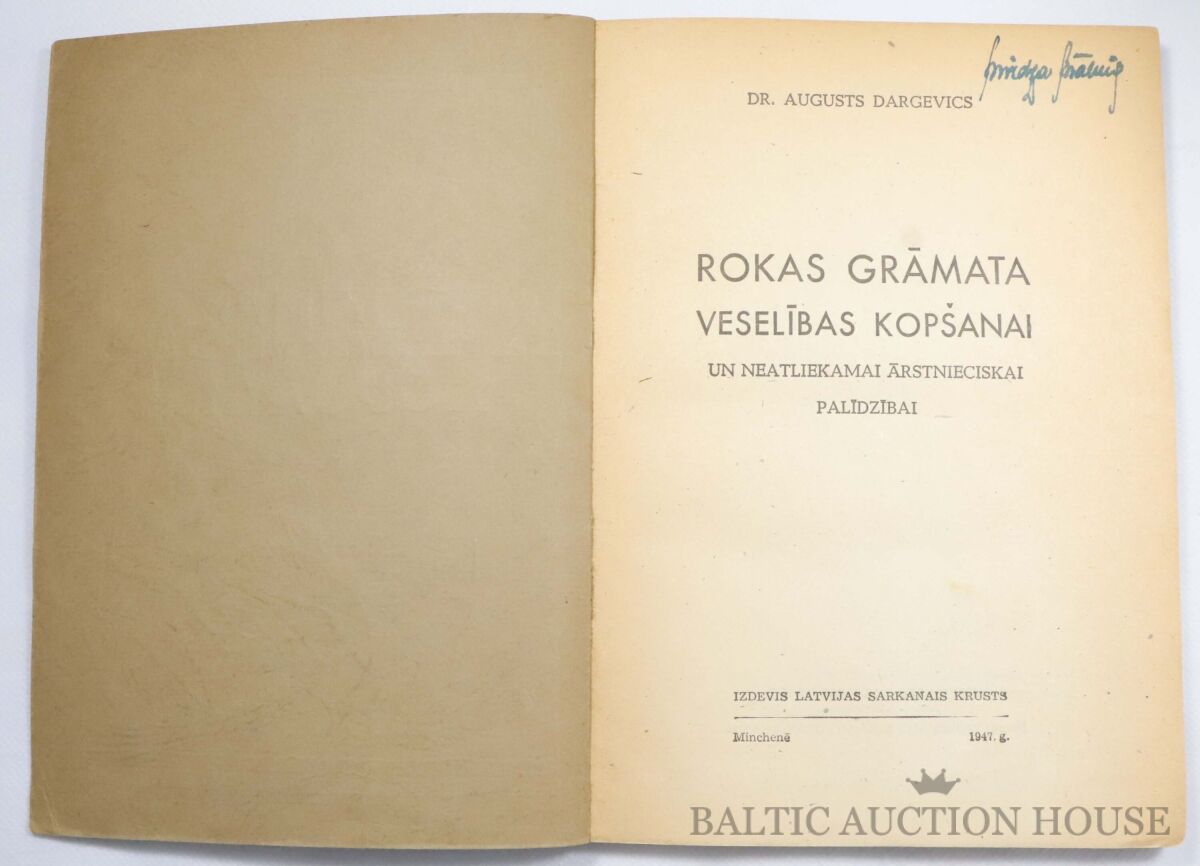 DR. AUGUSTS DARGEVICS
ROKAS GRĀMATA
VESELĪBAS KOPŠANAI
UN NEATLIEKAMAI ĀRSTNIECISKAI
PALĪDZĪBAI
IZDEVIS LATVIJAS SARKANAIS KRUSTS
Minchenē 1947. g.
BALTIC AUCTION HOUSE